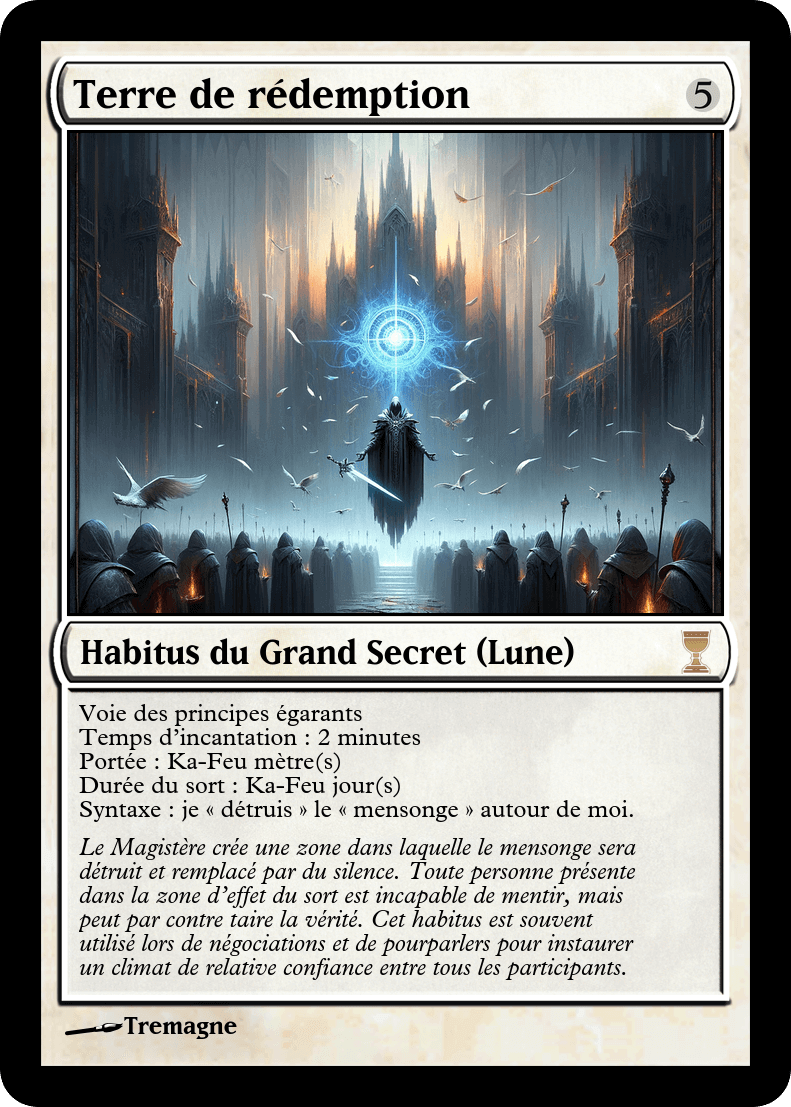 Terre de rédemption 5
Habitus du Grand Secret (Lune)
Voie des principes égarants
Temps d'incantation : 2 minutes
Portée : Ka-Feu mètre(s)
Durée du sort : Ka-Feu jour(s)
Syntaxe : je « détruis » le « mensonge » autour de moi.
Le Magistère crée une zone dans laquelle le mensonge sera
détruit et remplacé par du silence. Toute personne présente
dans la zone d'effet du sort est incapable de mentir, mais
peut par contre taire la vérité. Cet habitus est souvent
utilisé lors de négociations et de pourparlers pour instaurer
un climat de relative confiance entre tous les participants.
Tremagne